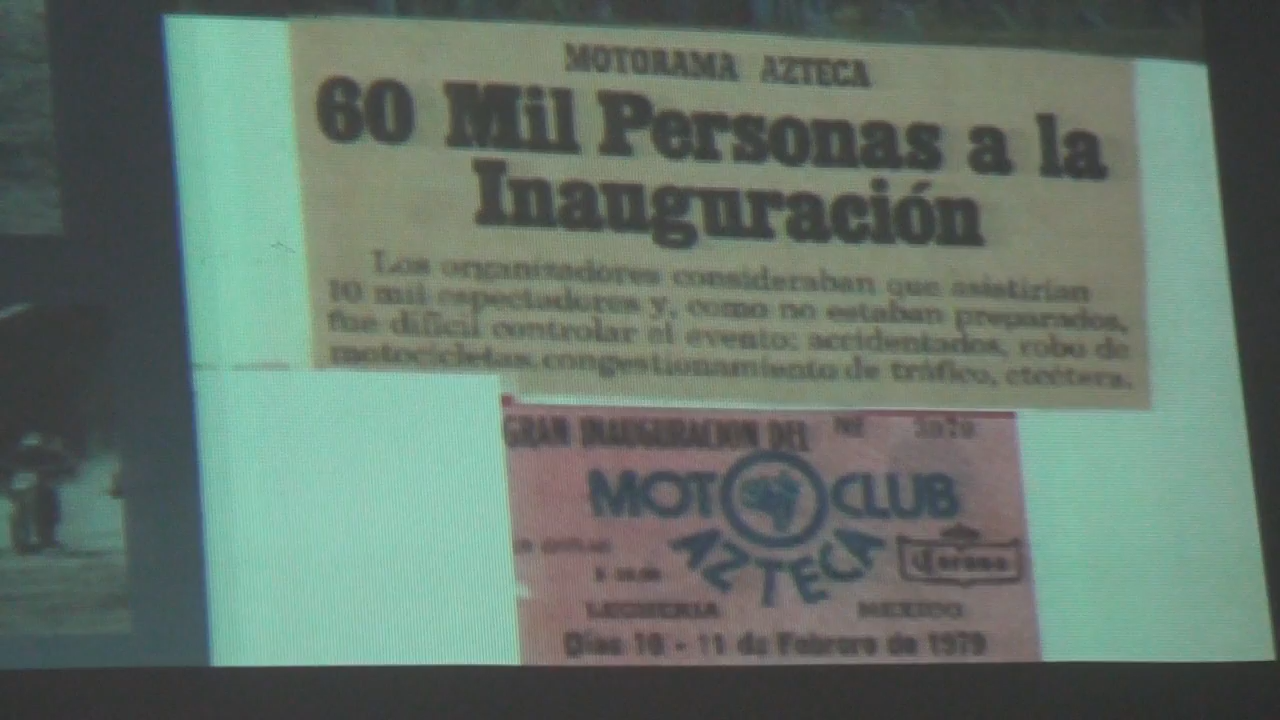 MOTORAMA AZTECA
60 Mil Personas a la
Inauguración
Los organizadores consideraban que asistirían
10 mil espectadores y, como no estaban preparados,
fue difícil controlar el evento: accidentados, robo de
motocicletas, congestionamiento de tráfico, etcétera.
GRAN INAUGURACION DEL
MOTO CLUB
AZTECA
Corona
LECHERIA MEXICO
Días 10 - 11 de Febrero de 1979